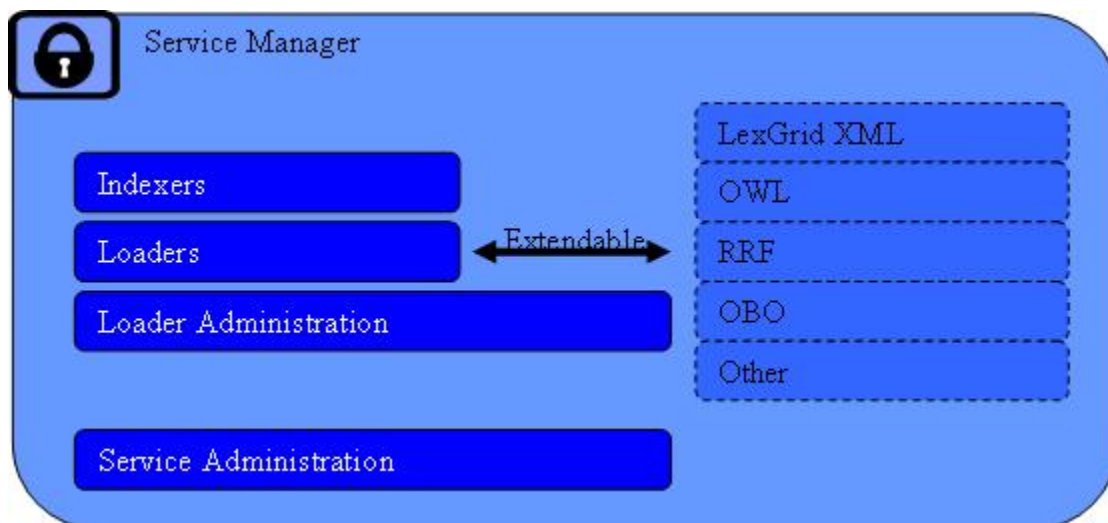 Service Manager
Indexers
Loaders
Loader Administration
Service Administration
Extendable
LexGrid XML
OWL
RRF
OBO
Other